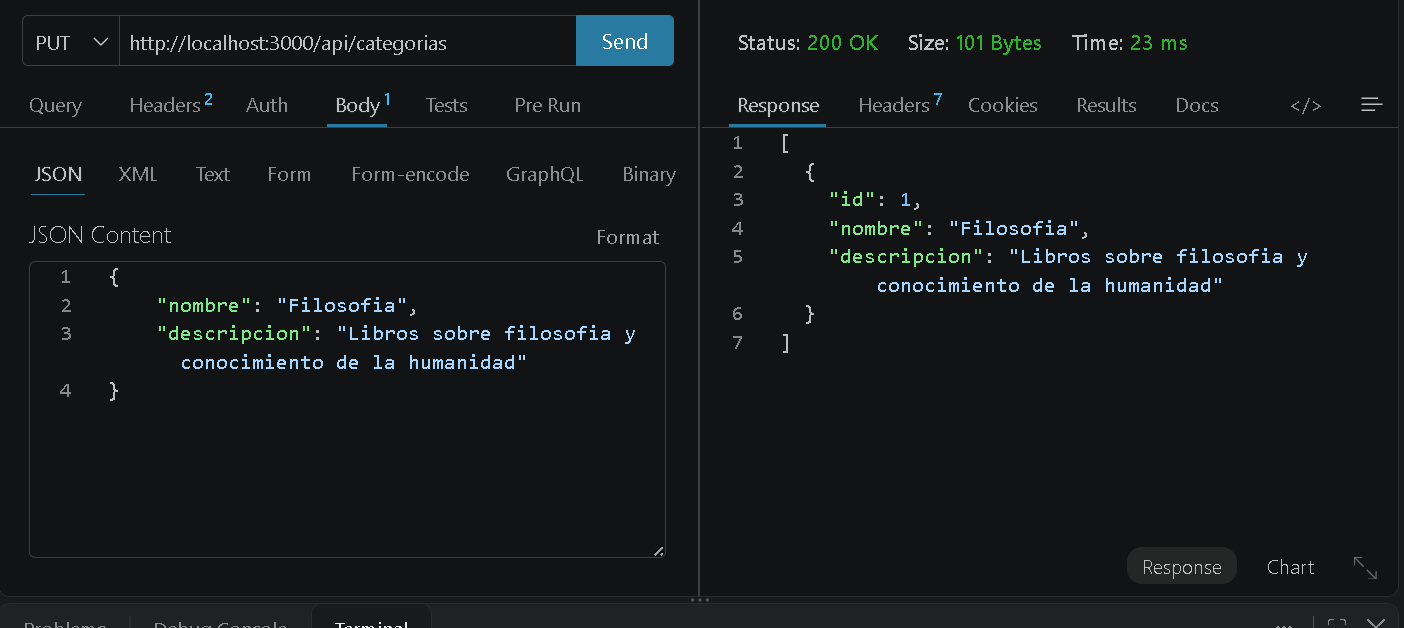 PUT http://localhost:3000/api/categorias Send
Query Headers 2 Auth Body 1 Tests Pre Run
JSON XML Text Form Form-encode GraphQL Binary
JSON Content Format
1 {
2 "nombre": "Filosofia",
3 "descripcion": "Libros sobre filosofia y
conocimiento de la humanidad"
4 }
Status: 200 OK Size: 101 Bytes Time: 23 ms
Response Headers 7 Cookies Results Docs </>
1 [
2 {
3 "id": 1,
4 "nombre": "Filosofia",
5 "descripcion": "Libros sobre filosofia y
conocimiento de la humanidad"
6 }
7 ]
Response Chart
Problems Debug Console Terminal